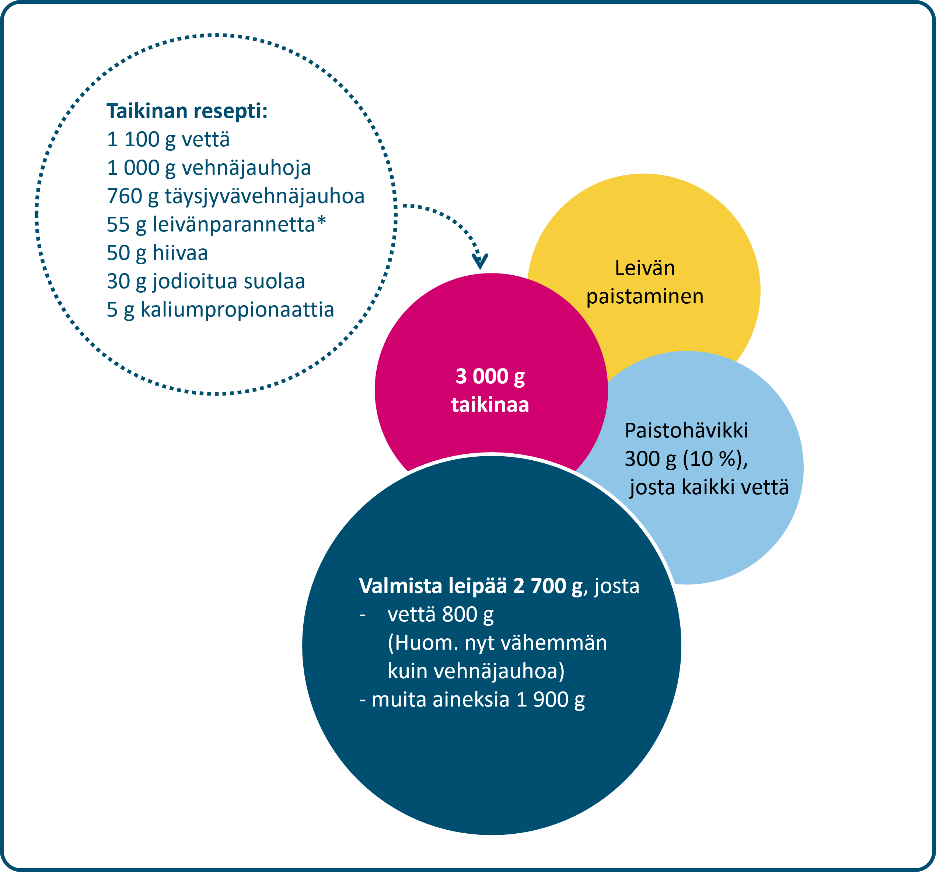 Taikinan resepti:
1 100 g vettä
1 000 g vehnäjauhoja
760 g täysjyvävehnäjauhoa
55 g leivänparannetta*
50 g hiivaa
30 g jodioitua suolaa
5 g kaliumpropionaattia
Leivän
paistaminen
3 000 g
taikinaa
Paistohävikki
300 g (10 %),
josta kaikki vettä
Valmista leipää 2 700 g, josta
- vettä 800 g
(Huom. nyt vähemmän
kuin vehnäjauhoa)
- muita aineksia 1 900 g